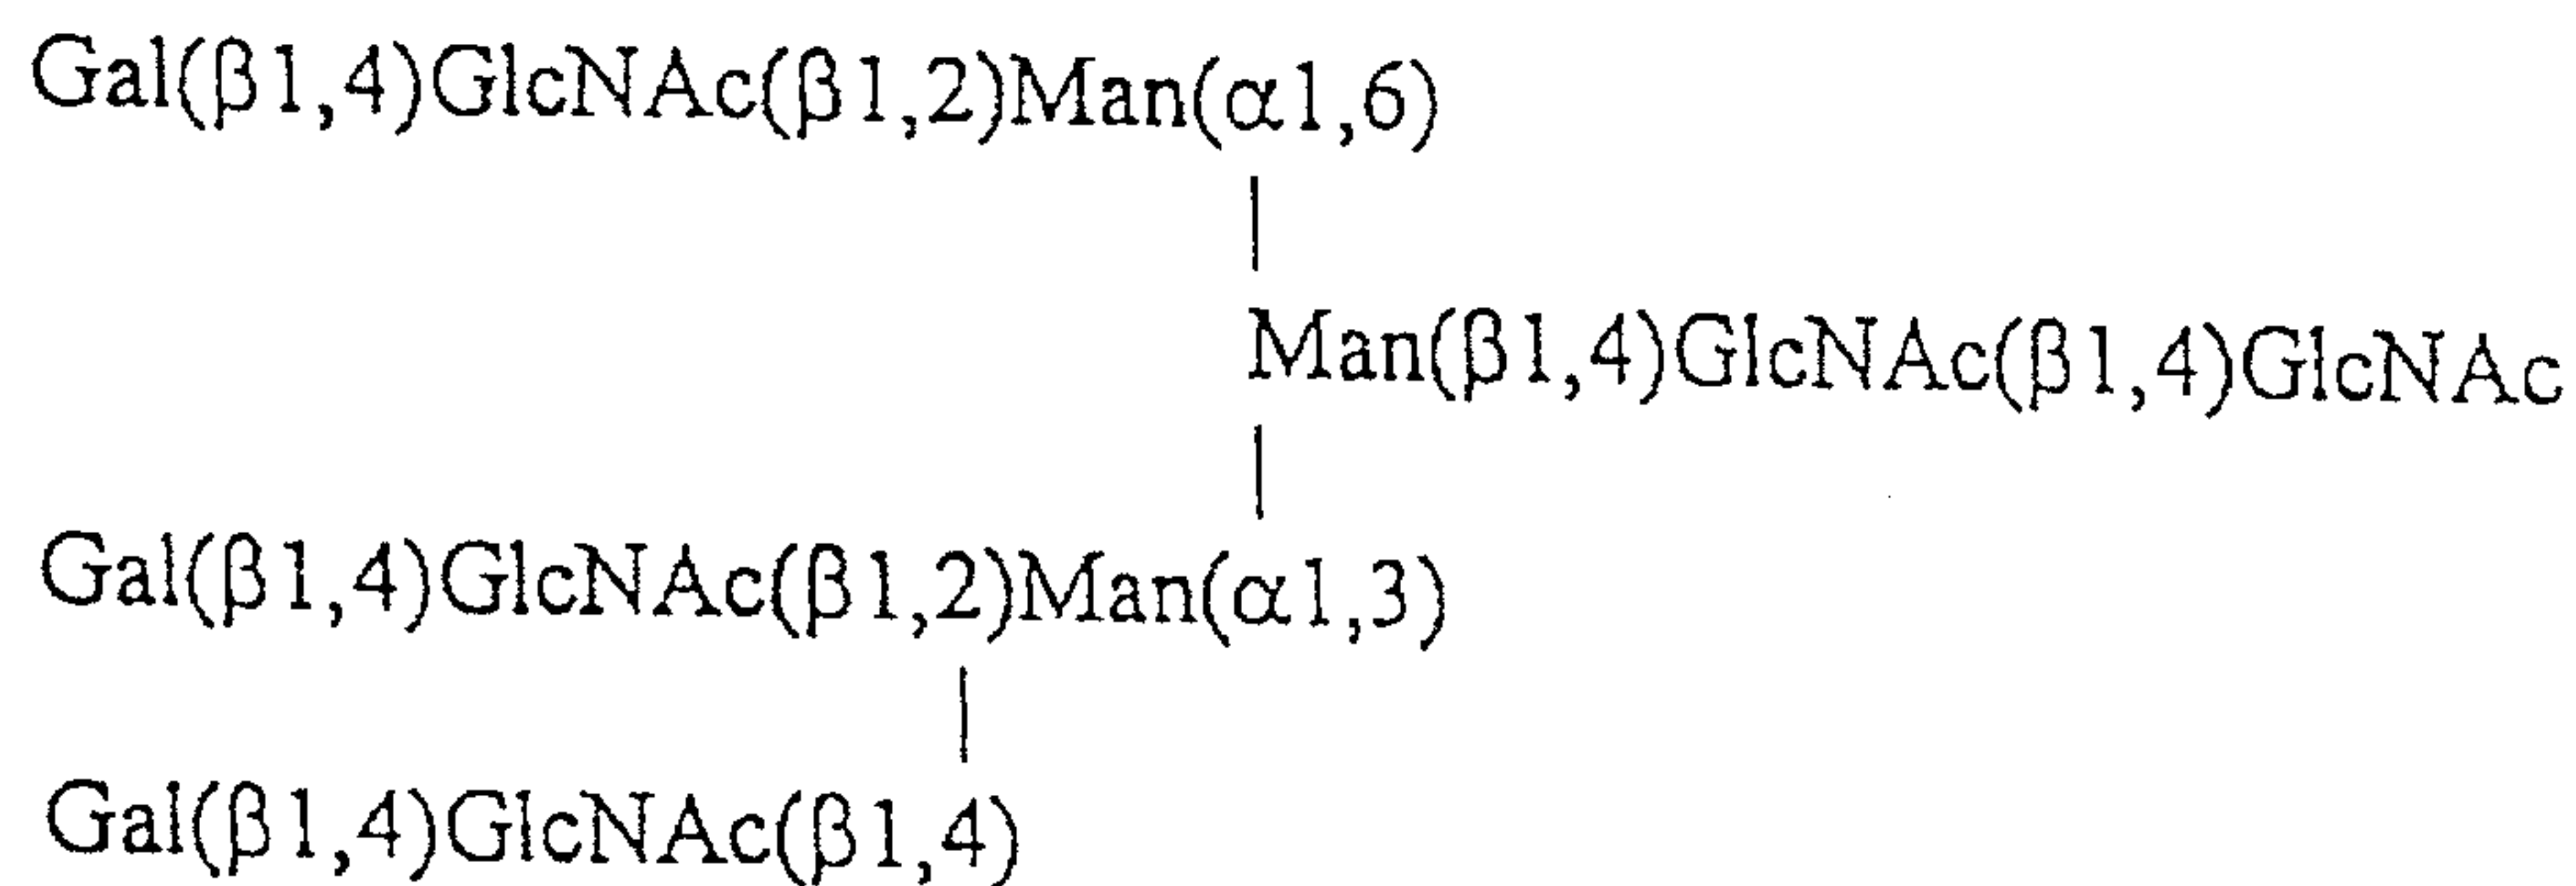 Gal(β1,4)GlcNAc(β1,2)Man(α1,6)
Man(β1,4)GlcNAc(β1,4)GlcNAc
Gal(β1,4)GlcNAc(β1,2)Man(α1,3)
Gal(β1,4)GlcNAc(β1,4)